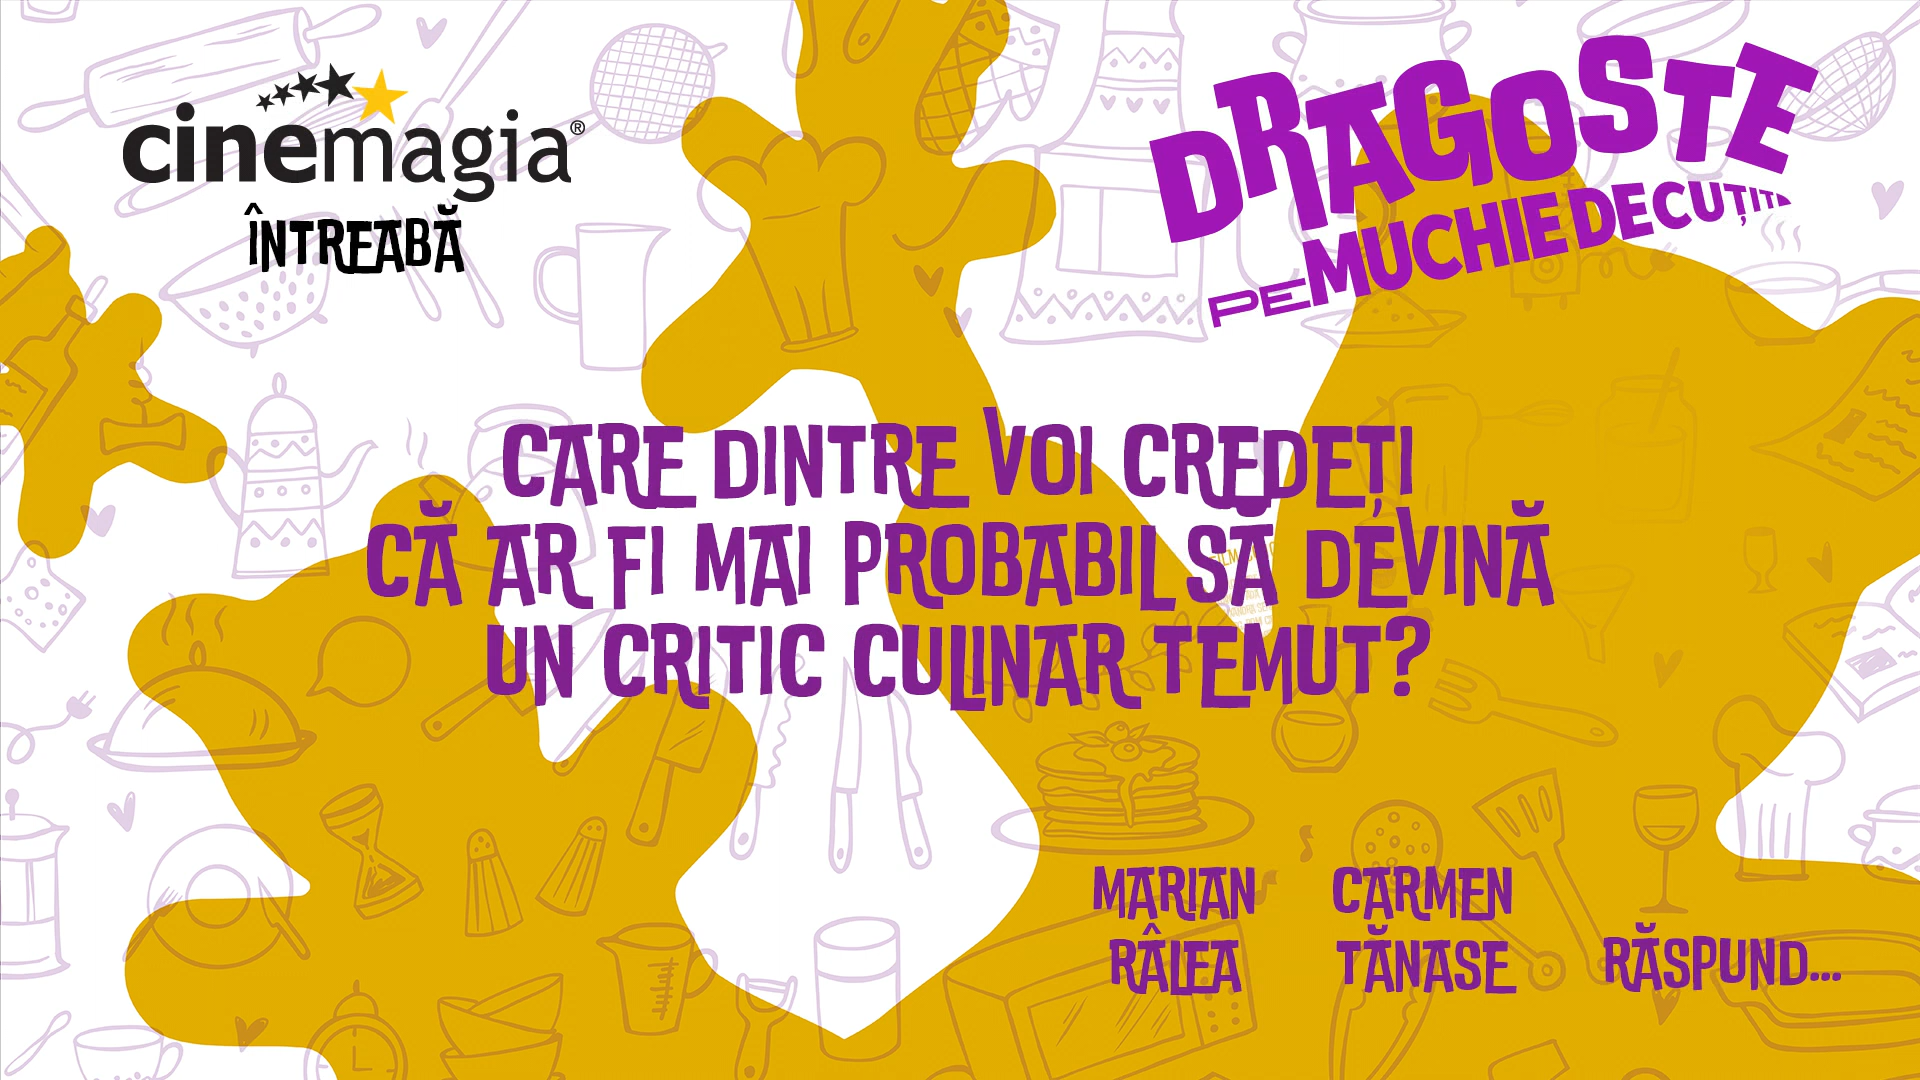 cinemagia®
ÎNTREABĂ
DRAGOSTE
PE MUCHIE DE CUȚIT
CARE DINTRE VOI CREDEȚI
CĂ AR FI MAI PROBABIL SĂ DEVINĂ
UN CRITIC CULINAR TEMUT?
MARIAN
RÂLEA
CARMEN
TĂNASE
RĂSPUND...